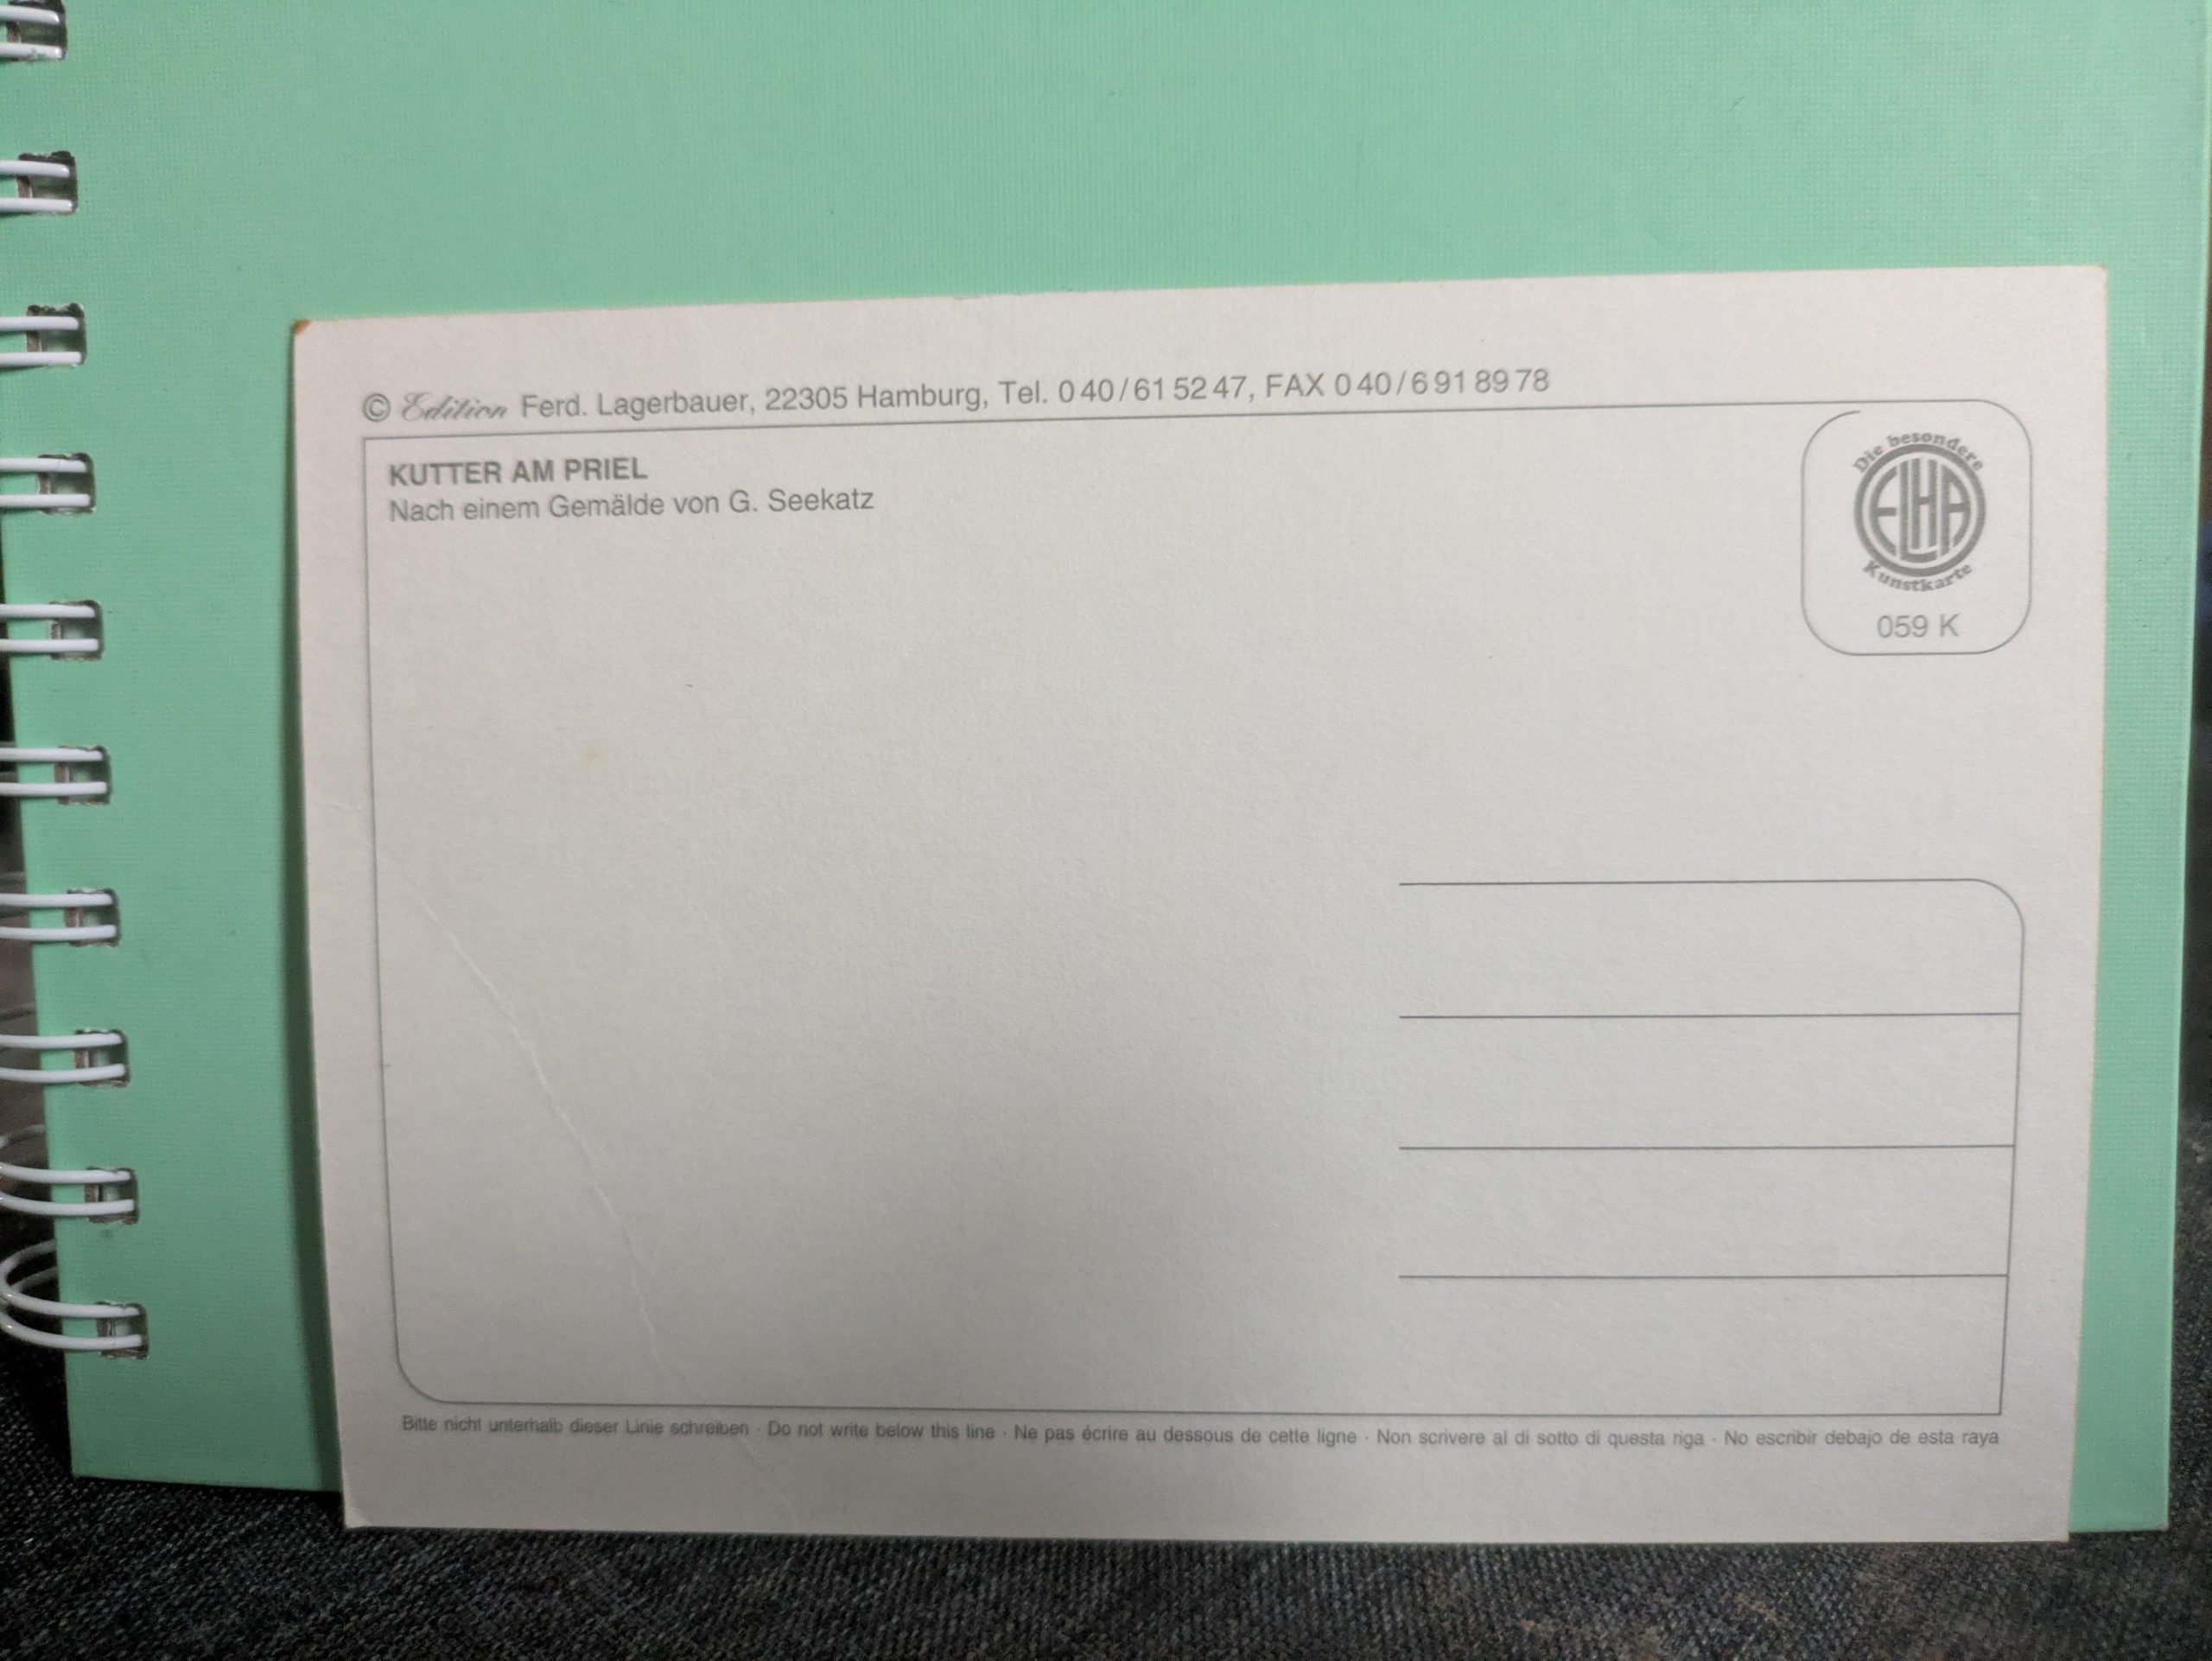 © Edition Ferd. Lagerbauer, 22305 Hamburg, Tel. 040/615247, FAX 040/6918978
KUTTER AM PRIEL
Nach einem Gemälde von G. Seekatz
Die besondere
ELHA
Kunstkarte
059 K
Bitte nicht unterhalb dieser Linie schreiben · Do not write below this line · Ne pas écrire au dessous de cette ligne · Non scrivere al di sotto di questa riga · No escribir debajo de esta raya